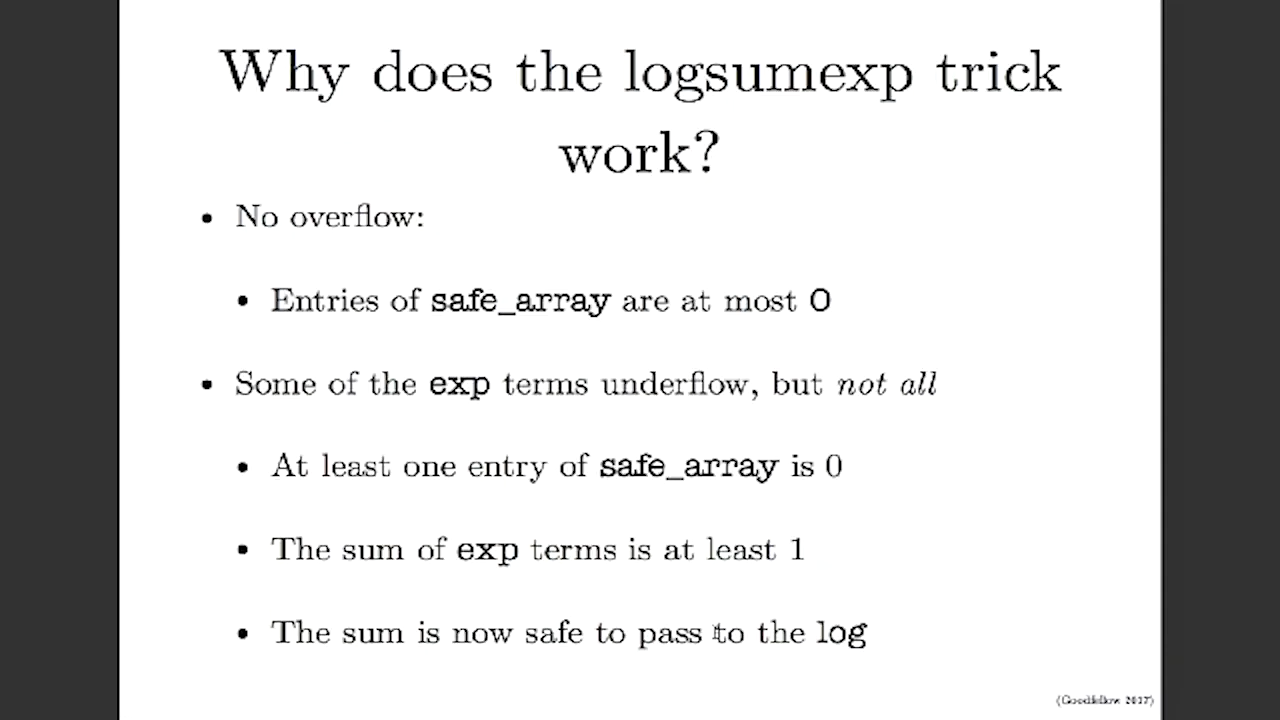 Why does the logsumexp trick
work?
• No overflow:
• Entries of safe_array are at most 0
• Some of the exp terms underflow, but not all
• At least one entry of safe_array is 0
• The sum of exp terms is at least 1
• The sum is now safe to pass to the log
(Goodfellow 2017)